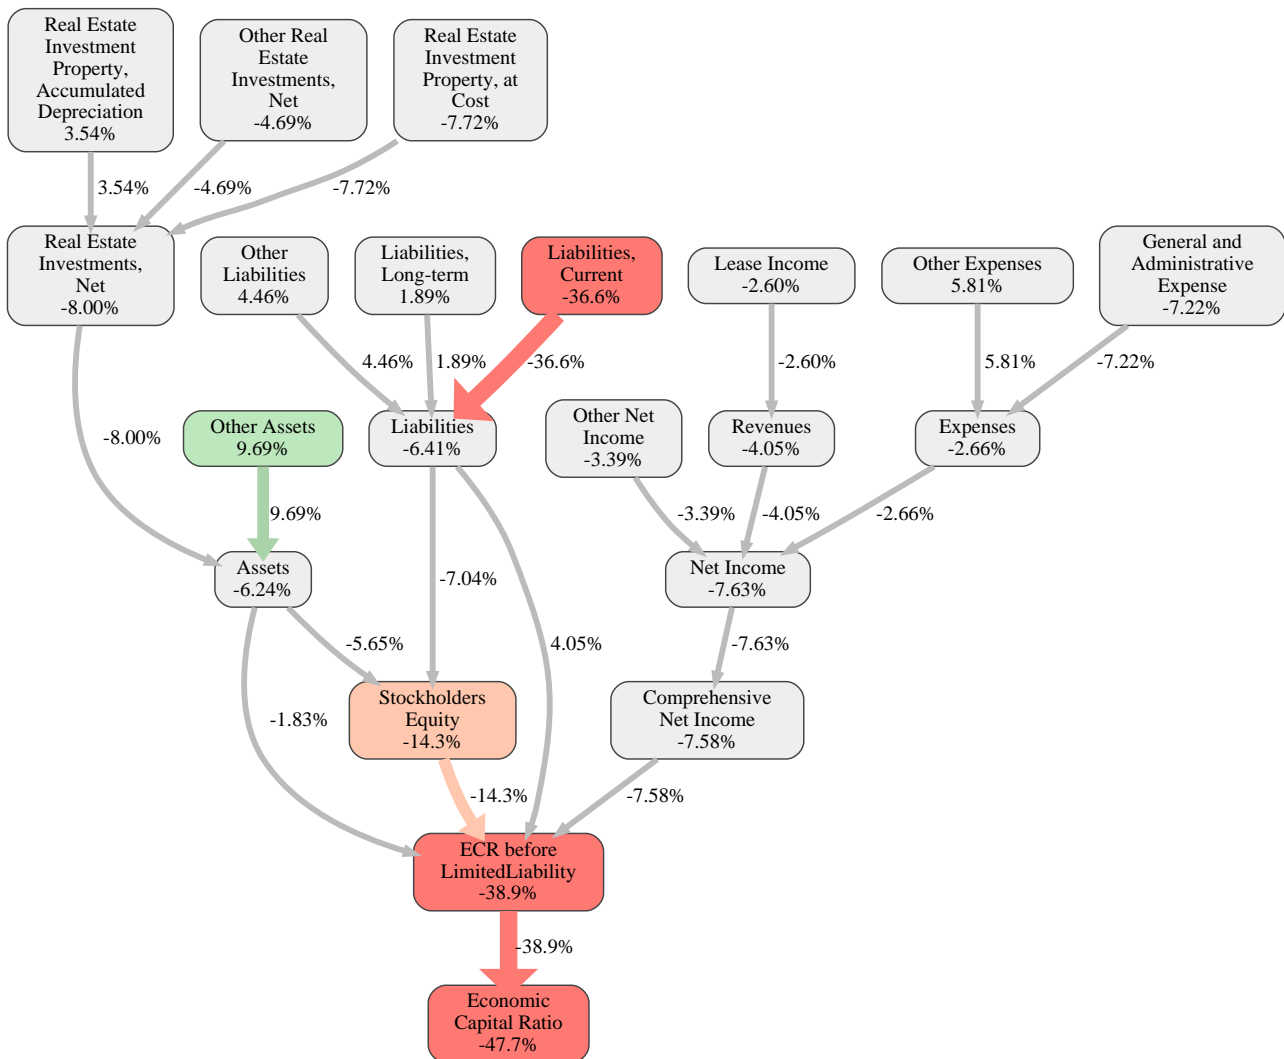 Real Estate
Investment
Property,
Accumulated
Depreciation
3.54%
Other Real
Estate
Investments,
Net
-4.69%
Real Estate
Investment
Property, at
Cost
-7.72%
3.54%
-4.69%
-7.72%
Real Estate
Investments,
Net
-8.00%
Other
Liabilities
4.46%
Liabilities,
Long-term
1.89%
Liabilities,
Current
-36.6%
Lease Income
-2.60%
Other Expenses
5.81%
General and
Administrative
Expense
-7.22%
4.46%
1.89%
-36.6%
-2.60%
5.81%
-7.22%
-8.00%
Other Assets
9.69%
Liabilities
-6.41%
Other Net
Income
-3.39%
Revenues
-4.05%
Expenses
-2.66%
9.69%
-3.39%
-4.05%
-2.66%
Assets
-6.24%
-7.04%
Net Income
-7.63%
-5.65%
4.05%
-7.63%
-1.83%
Stockholders
Equity
-14.3%
Comprehensive
Net Income
-7.58%
-14.3%
-7.58%
ECR before
LimitedLiability
-38.9%
-38.9%
Economic
Capital Ratio
-47.7%